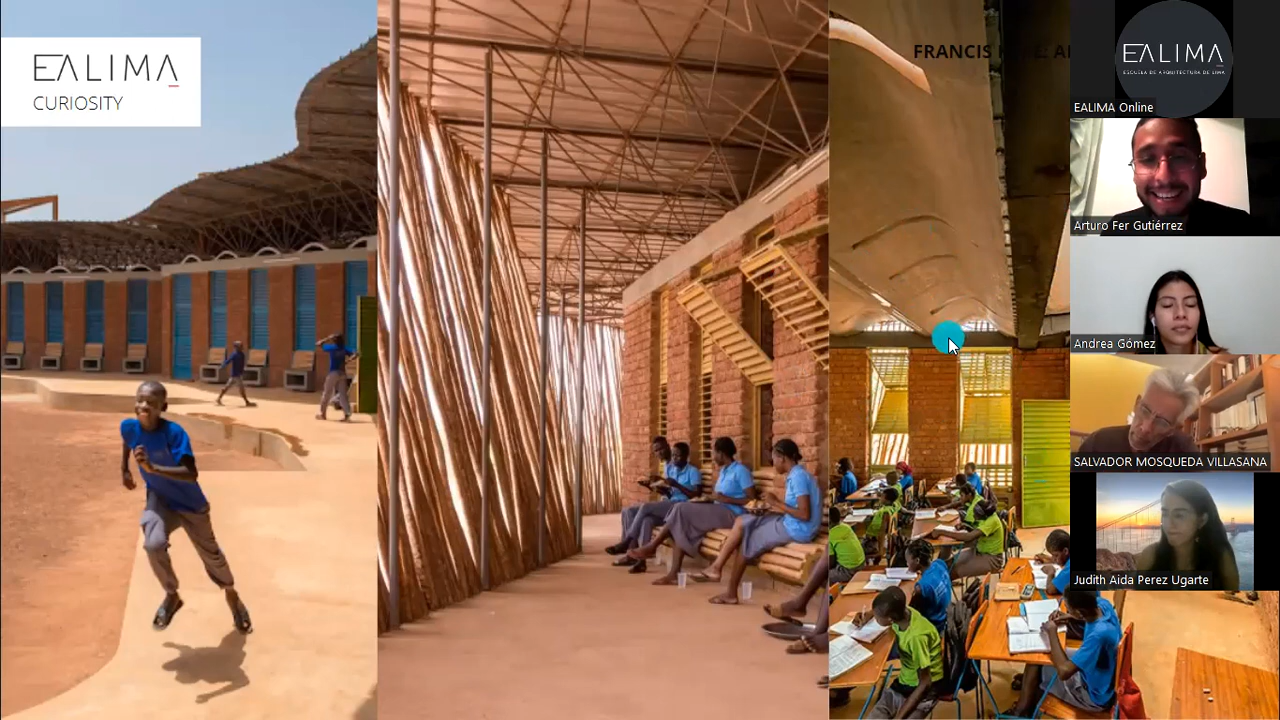 EALIMA
CURIOSITY
FRANCIS
EALIMA
ESCUELA DE ARQUITECTURA DE LIMA
EALIMA Online
Arturo Fer Gutiérrez
Andrea Gómez
SALVADOR MOSQUEDA VILLASANA
Judith Aida Perez Ugarte